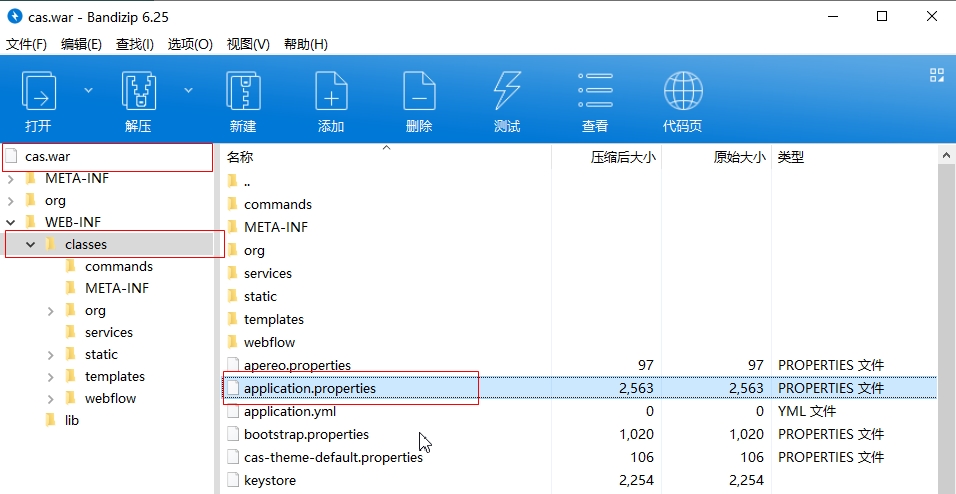 cas.war - Bandizip 6.25
文件(F) 编辑(E) 查找(I) 选项(O) 视图(V) 帮助(H)
打开 解压 新建 添加 删除 测试 查看 代码页
cas.war
META-INF
org
WEB-INF
classes
commands
META-INF
org
services
static
templates
webflow
lib
名称 压缩后大小 原始大小 类型
..
commands
META-INF
org
services
static
templates
webflow
apereo.properties 97 97 PROPERTIES 文件
application.properties 2,563 2,563 PROPERTIES 文件
application.yml 0 0 YML 文件
bootstrap.properties 1,020 1,020 PROPERTIES 文件
cas-theme-default.properties 106 106 PROPERTIES 文件
keystore 2,254 2,254